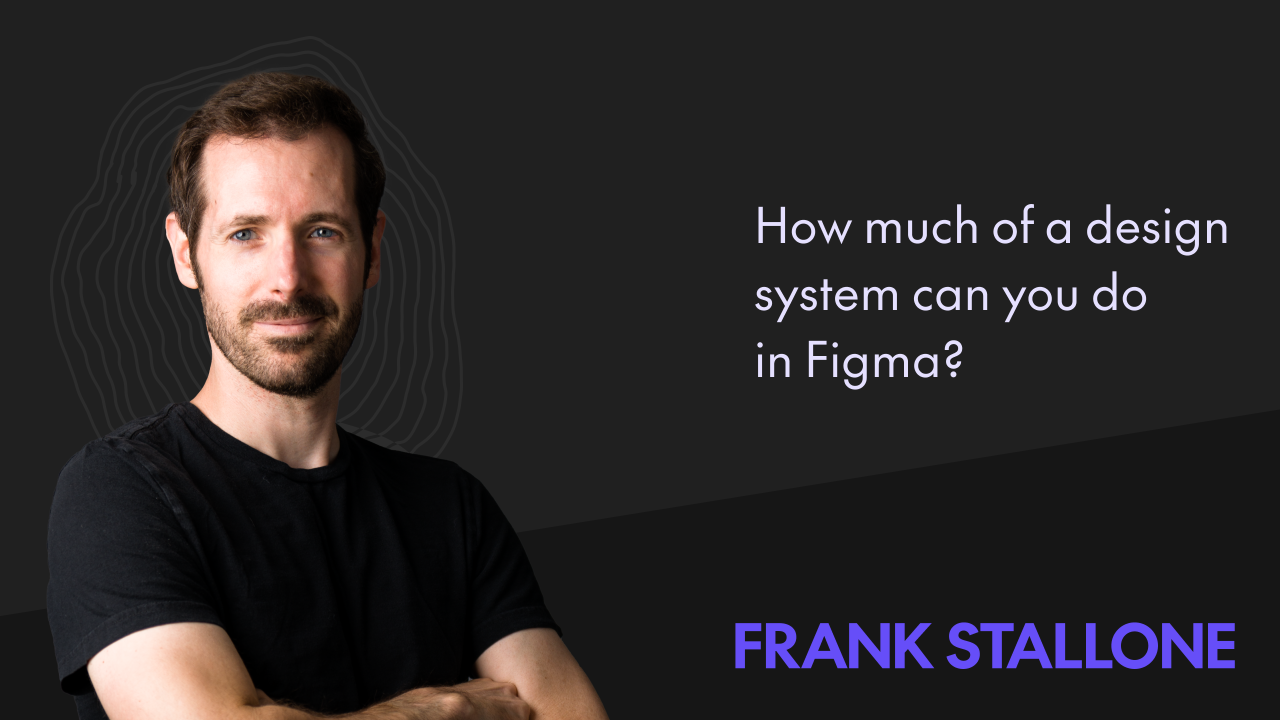 How much of a design
system can you do
in Figma?
FRANK STALLONE